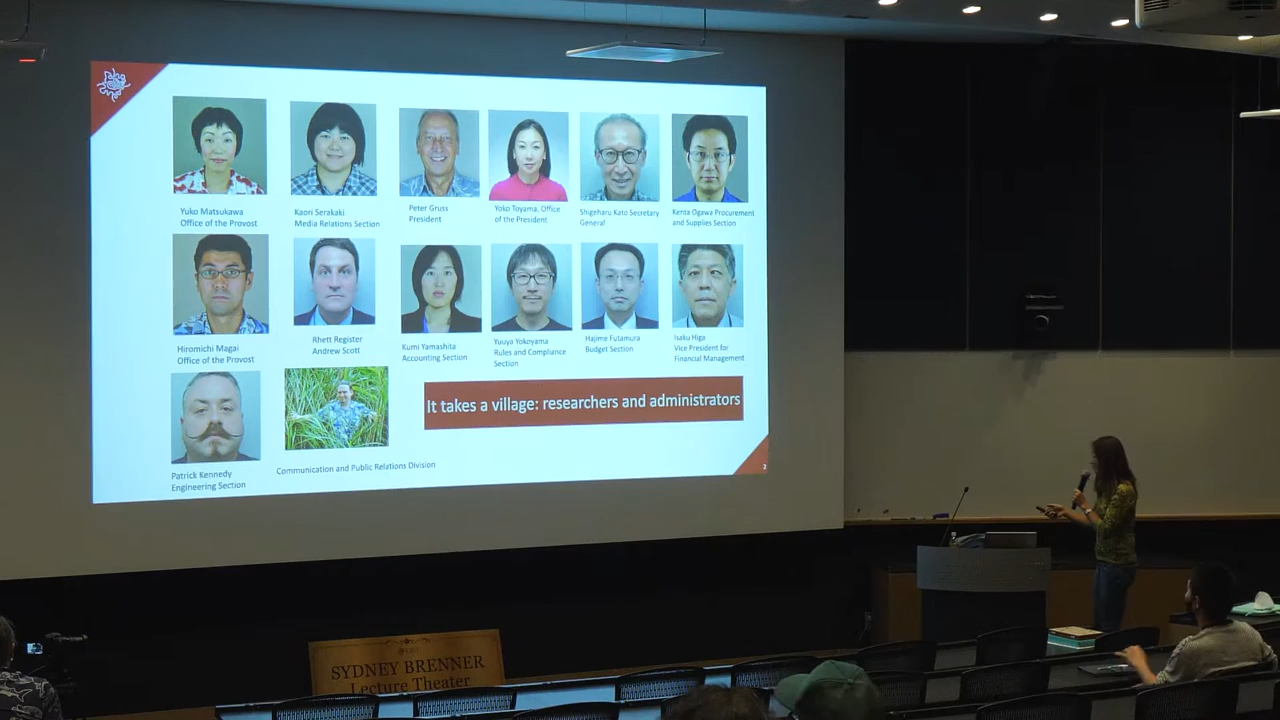 Yuko Matsukawa
Office of the Provost
Kaori Serakaki
Media Relations Section
Peter Gruss
President
Yoko Toyama, Office
of the President
Shigeharu Kato Secretary
General
Kenta Ogawa Procurement
and Supplies Section
Hiromichi Magai
Office of the Provost
Rhett Register
Andrew Scott
Kumi Yamashita
Accounting Section
Yuuya Yokoyama
Rules and Compliance
Section
Hajime Futamura
Budget Section
Isaku Higa
Vice President for
Financial Management
Patrick Kennedy
Engineering Section
Communication and Public Relations Division
It takes a village: researchers and administrators
2
SYDNEY BRENNER
Lecture Theater